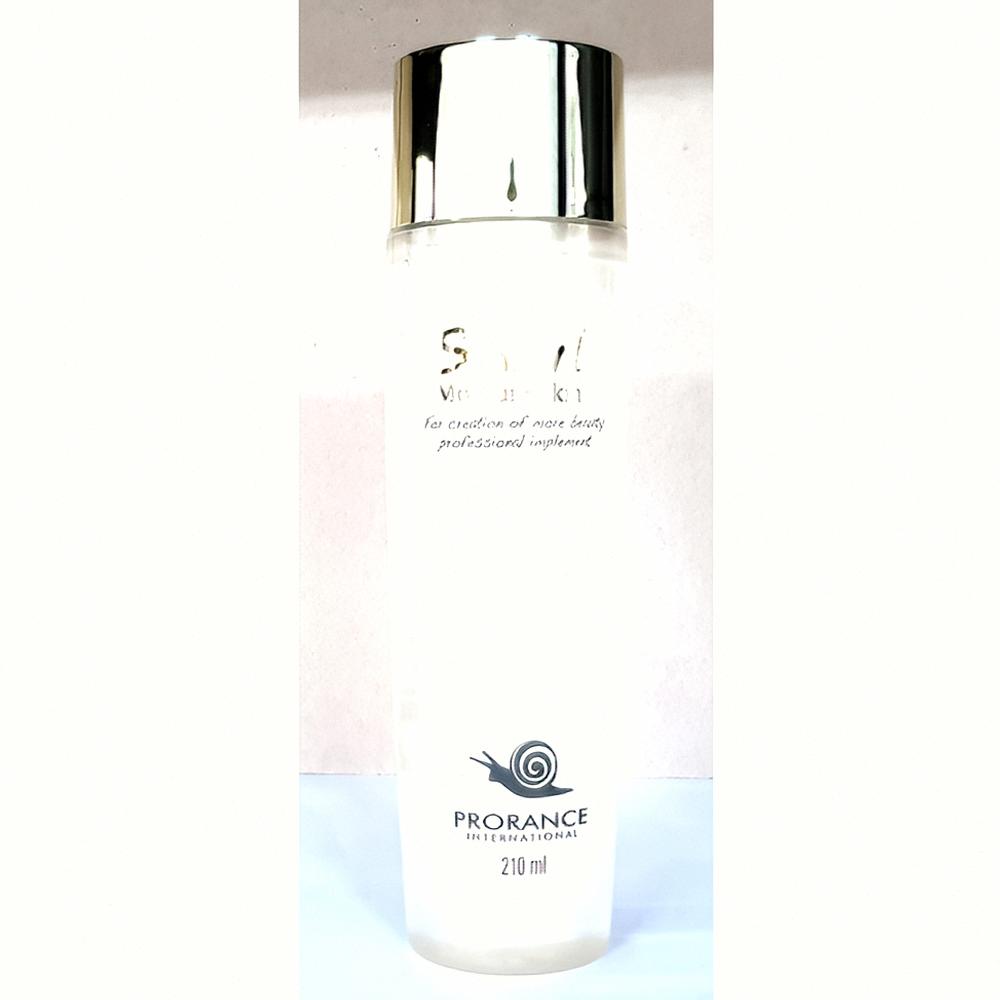 For creation of more beauty
professional implement
PRORANCE
INTERNATIONAL
210 ml